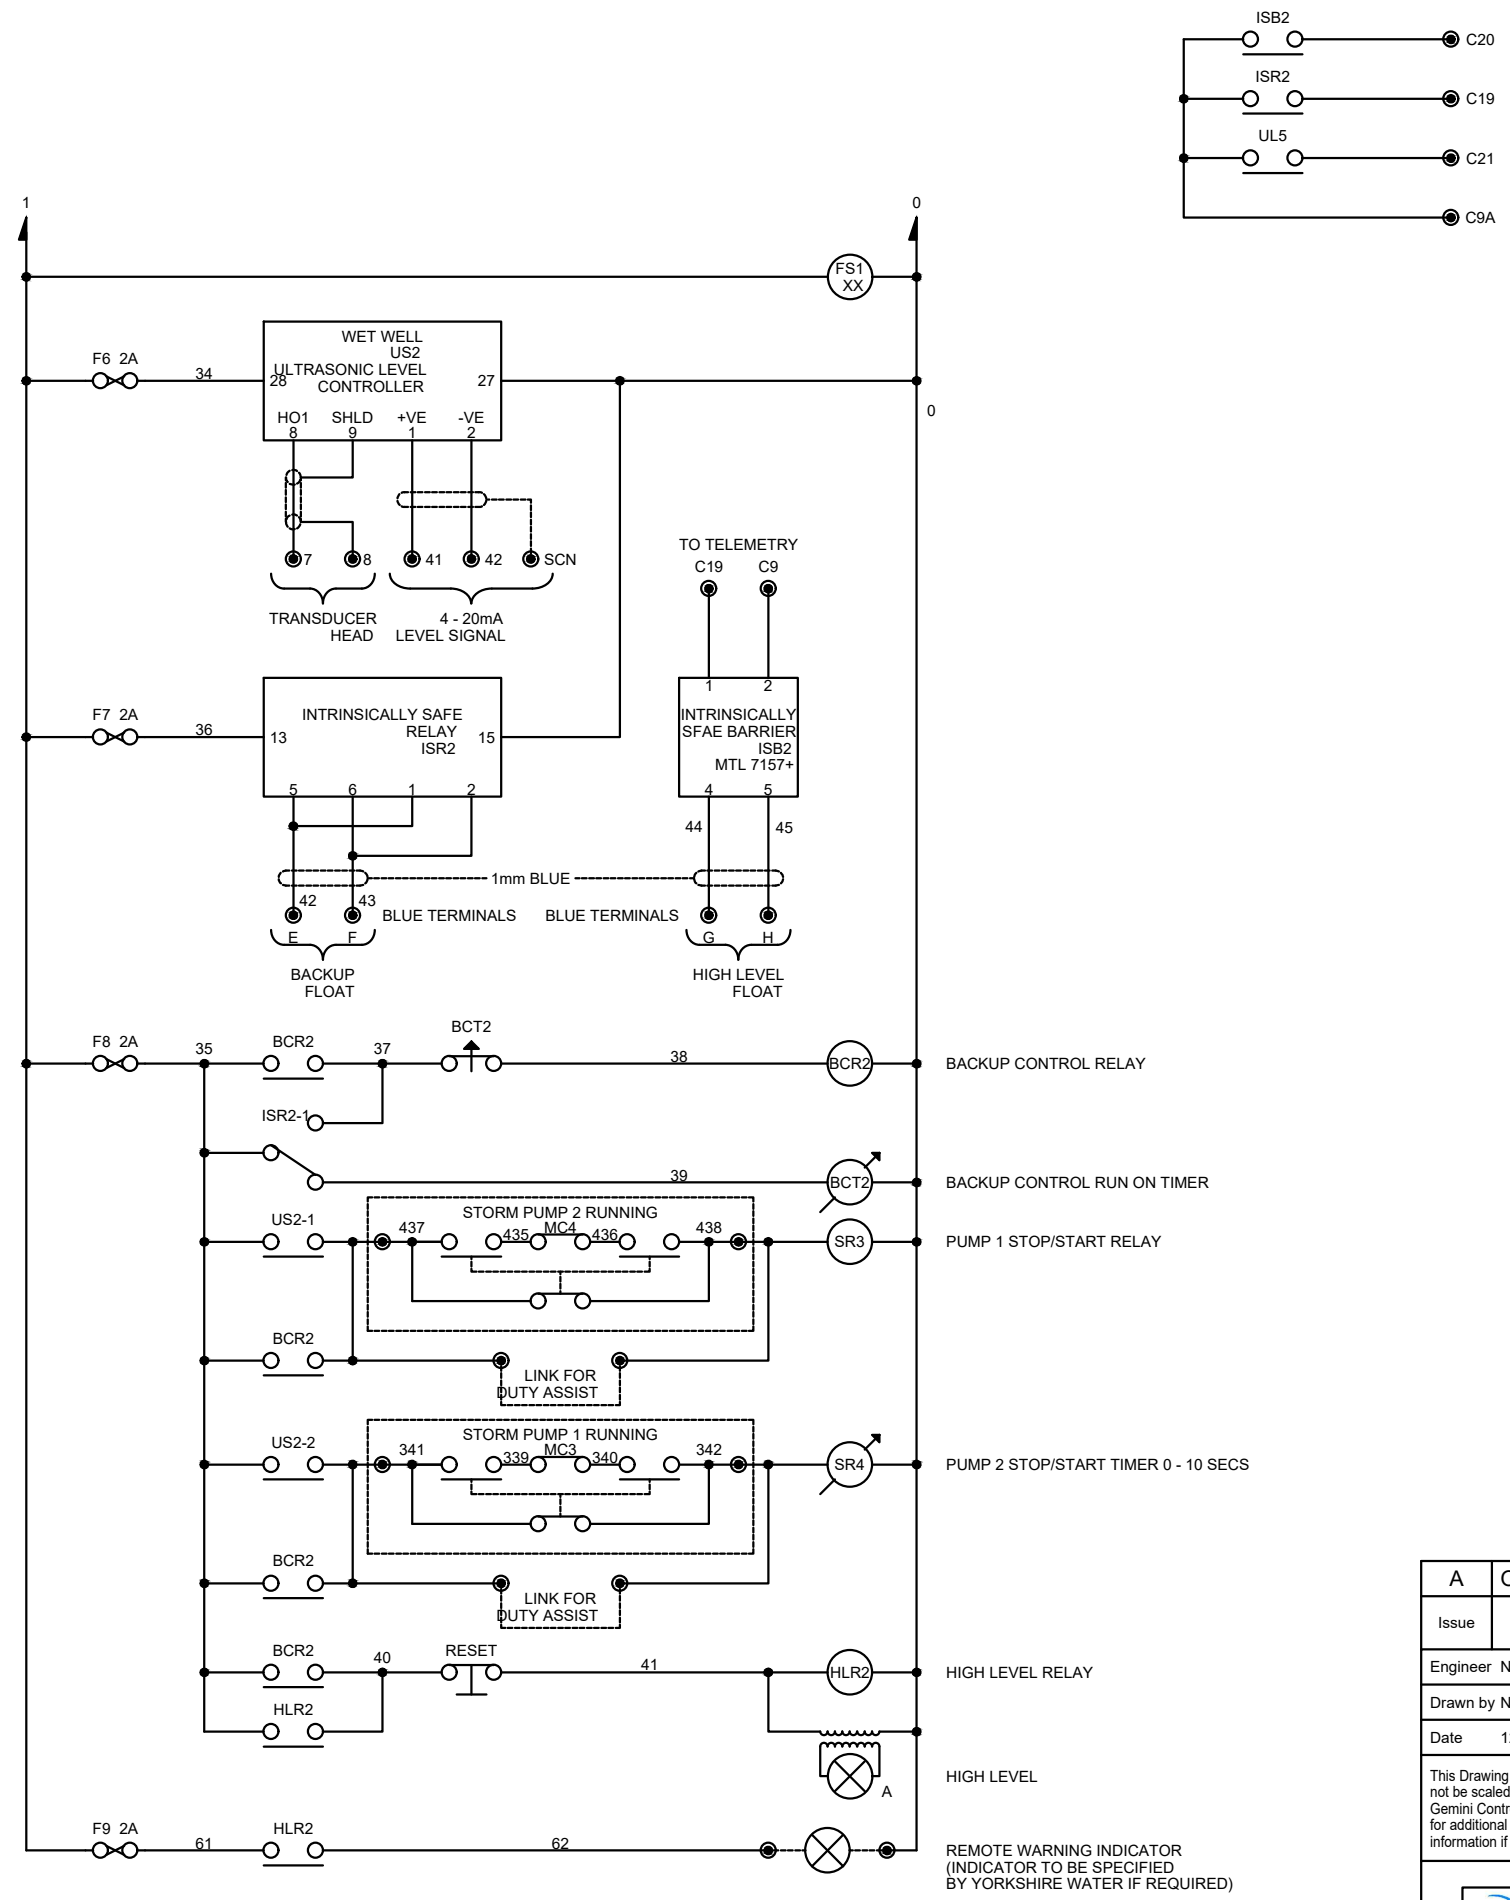 ISB2
C20
ISR2
C19
UL5
C21
C9A
1
0
FS1
XX
WET WELL
US2
ULTRASONIC LEVEL
CONTROLLER
F6 2A
34
28
27
0
HO1 SHLD +VE -VE
8 9 1 2
7 8 41 42 SCN
TRANSDUCER
HEAD
4 - 20mA
LEVEL SIGNAL
TO TELEMETRY
C19 C9
F7 2A
36
13
INTRINSICALLY SAFE
RELAY
ISR2
15
5 6 1 2
1 2
INTRINSICALLY
SFAE BARRIER
ISB2
MTL 7157+
4 5
44 45
1mm BLUE
42 43
BLUE TERMINALS BLUE TERMINALS
E F
G H
BACKUP
FLOAT
HIGH LEVEL
FLOAT
F8 2A
35
BCR2
37
BCT2
38
BCR2
BACKUP CONTROL RELAY
ISR2-1
39
BCT2
BACKUP CONTROL RUN ON TIMER
US2-1
STORM PUMP 2 RUNNING
437 435 MC4 436 438
SR3
PUMP 1 STOP/START RELAY
BCR2
LINK FOR
DUTY ASSIST
US2-2
STORM PUMP 1 RUNNING
341 339 MC3 340 342
SR4
PUMP 2 STOP/START TIMER 0 - 10 SECS
BCR2
LINK FOR
DUTY ASSIST
BCR2
40
RESET
41
HLR2
HIGH LEVEL RELAY
HLR2
A
HIGH LEVEL
F9 2A
61
HLR2
62
REMOTE WARNING INDICATOR
(INDICATOR TO BE SPECIFIED
BY YORKSHIRE WATER IF REQUIRED)
A
Issue
Engineer N
Drawn by N
Date
This Drawing
not be scaled
Gemini Contr
for additional
information if